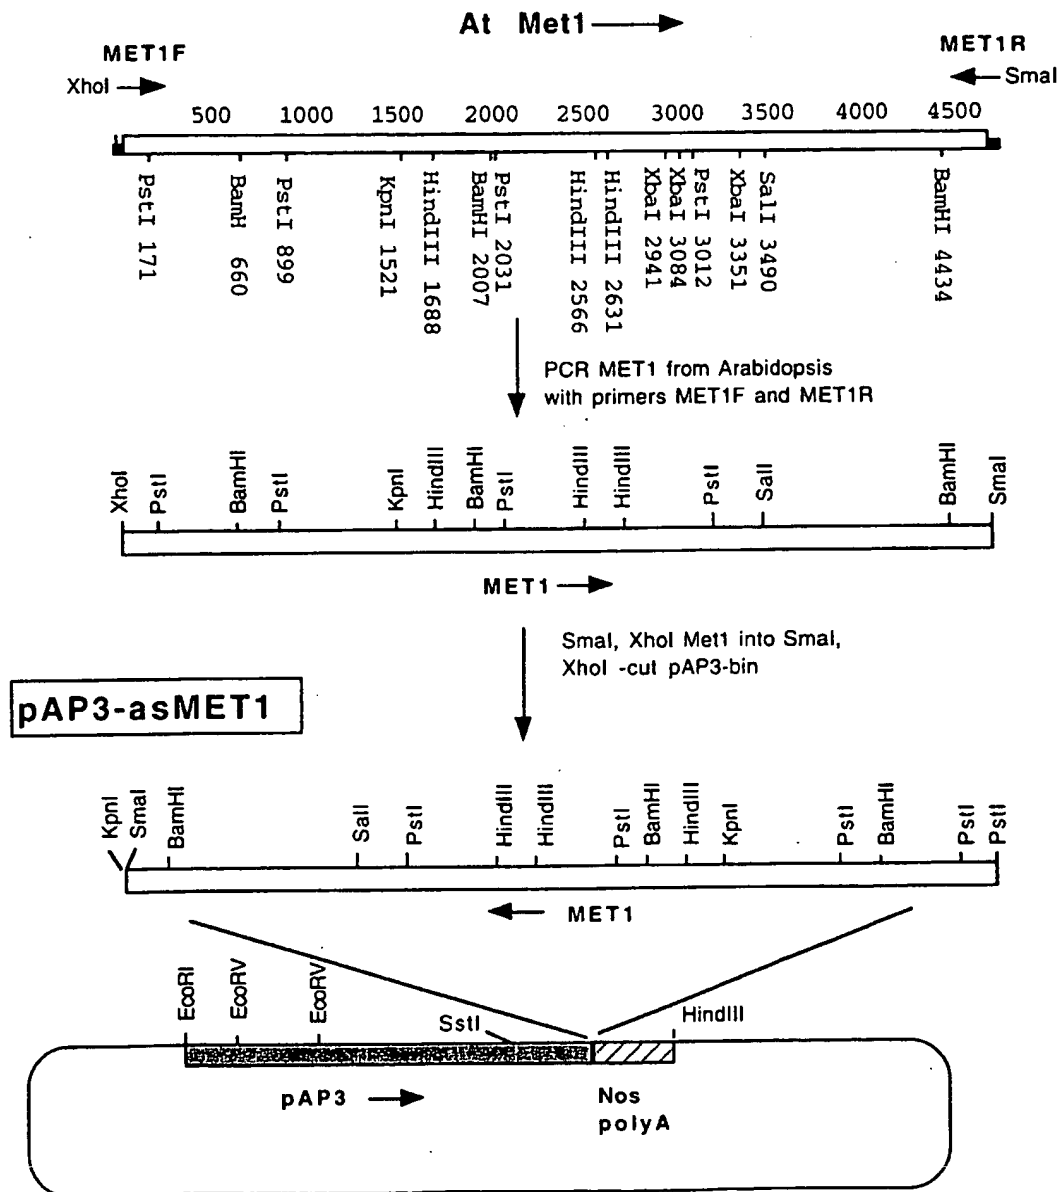 At Met1
MET1F
MET1R
XhoI
SmaI
500 1000 1500 2000 2500 3000 3500 4000 4500
PstI 171
BamH 660
PstI 899
KpnI 1521
HindIII 1688
BamHI 2007
PstI 2031
HindIII 2566
HindIII 2631
XbaI 2941
XbaI 3084
PstI 3012
XbaI 3351
SalI 3490
BamHI 4434
PCR MET1 from Arabidopsis
with primers MET1F and MET1R
XhoI
PstI
BamHI
PstI
KpnI
HindIII
BamHI
PstI
HindIII
HindIII
PstI
SalI
BamHI
SmaI
MET1
SmaI, XhoI Met1 into SmaI,
XhoI -cut pAP3-bin
pAP3-asMET1
KpnI
SmaI
BamHI
SalI
PstI
HindIII
HindIII
PstI
BamHI
HindIII
KpnI
PstI
BamHI
PstI
PstI
MET1
EcoRI
EcoRV
EcoRV
SstI
HindIII
pAP3
Nos
polyA